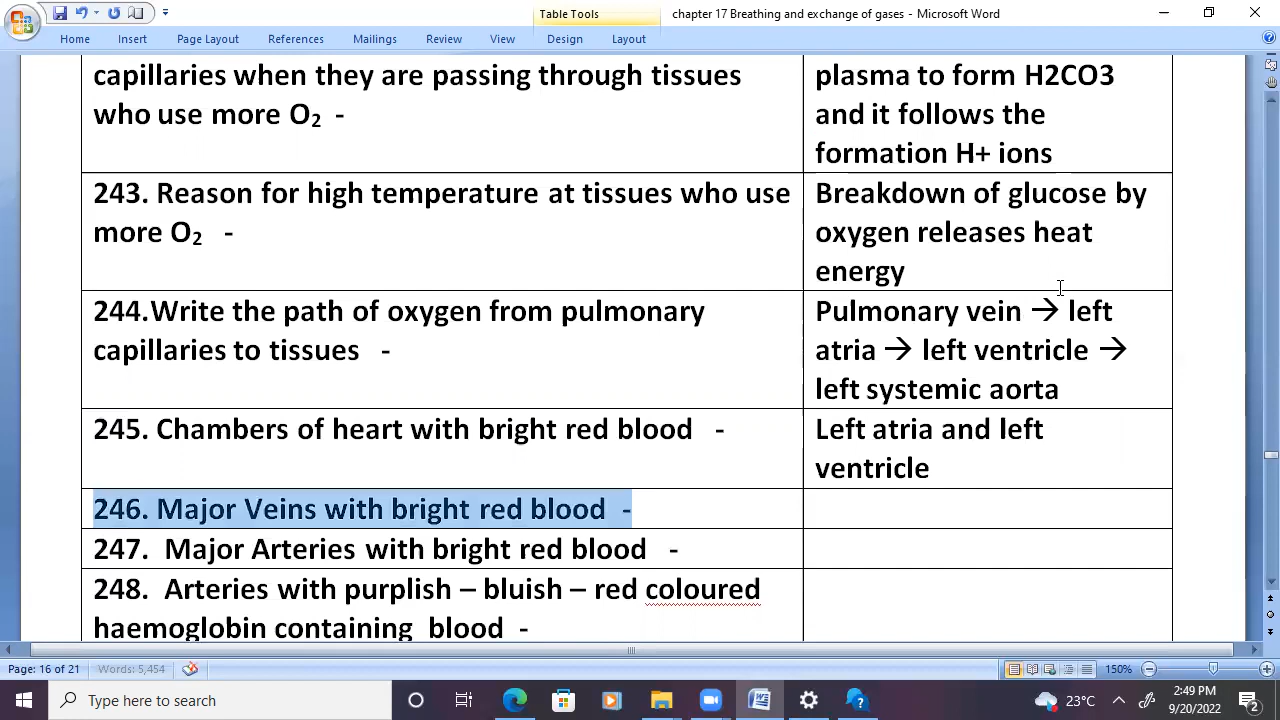 Table Tools
chapter 17 Breathing and exchange of gases - Microsoft Word
Home Insert Page Layout References Mailings Review View Design Layout
capillaries when they are passing through tissues
who use more O₂ -
plasma to form H2CO3
and it follows the
formation H+ ions
243. Reason for high temperature at tissues who use
more O₂ -
Breakdown of glucose by
oxygen releases heat
energy
244.Write the path of oxygen from pulmonary
capillaries to tissues -
Pulmonary vein → left
atria → left ventricle →
left systemic aorta
245. Chambers of heart with bright red blood -
Left atria and left
ventricle
246. Major Veins with bright red blood -
247. Major Arteries with bright red blood -
248. Arteries with purplish – bluish – red coloured
haemoglobin containing blood -
Page: 16 of 21 Words: 5,454 150%
Type here to search
23°C
2:49 PM
9/20/2022
2